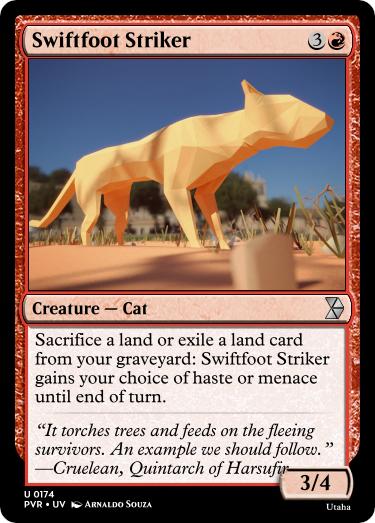 Swiftfoot Striker 3
Creature — Cat
Sacrifice a land or exile a land card
from your graveyard: Swiftfoot Striker
gains your choice of haste or menace
until end of turn.
“It torches trees and feeds on the fleeing
survivors. An example we should follow.”
—Cruelean, Quintarch of Harsufir
3/4
U 0174
PVR • UV Arnaldo Souza
Utaha